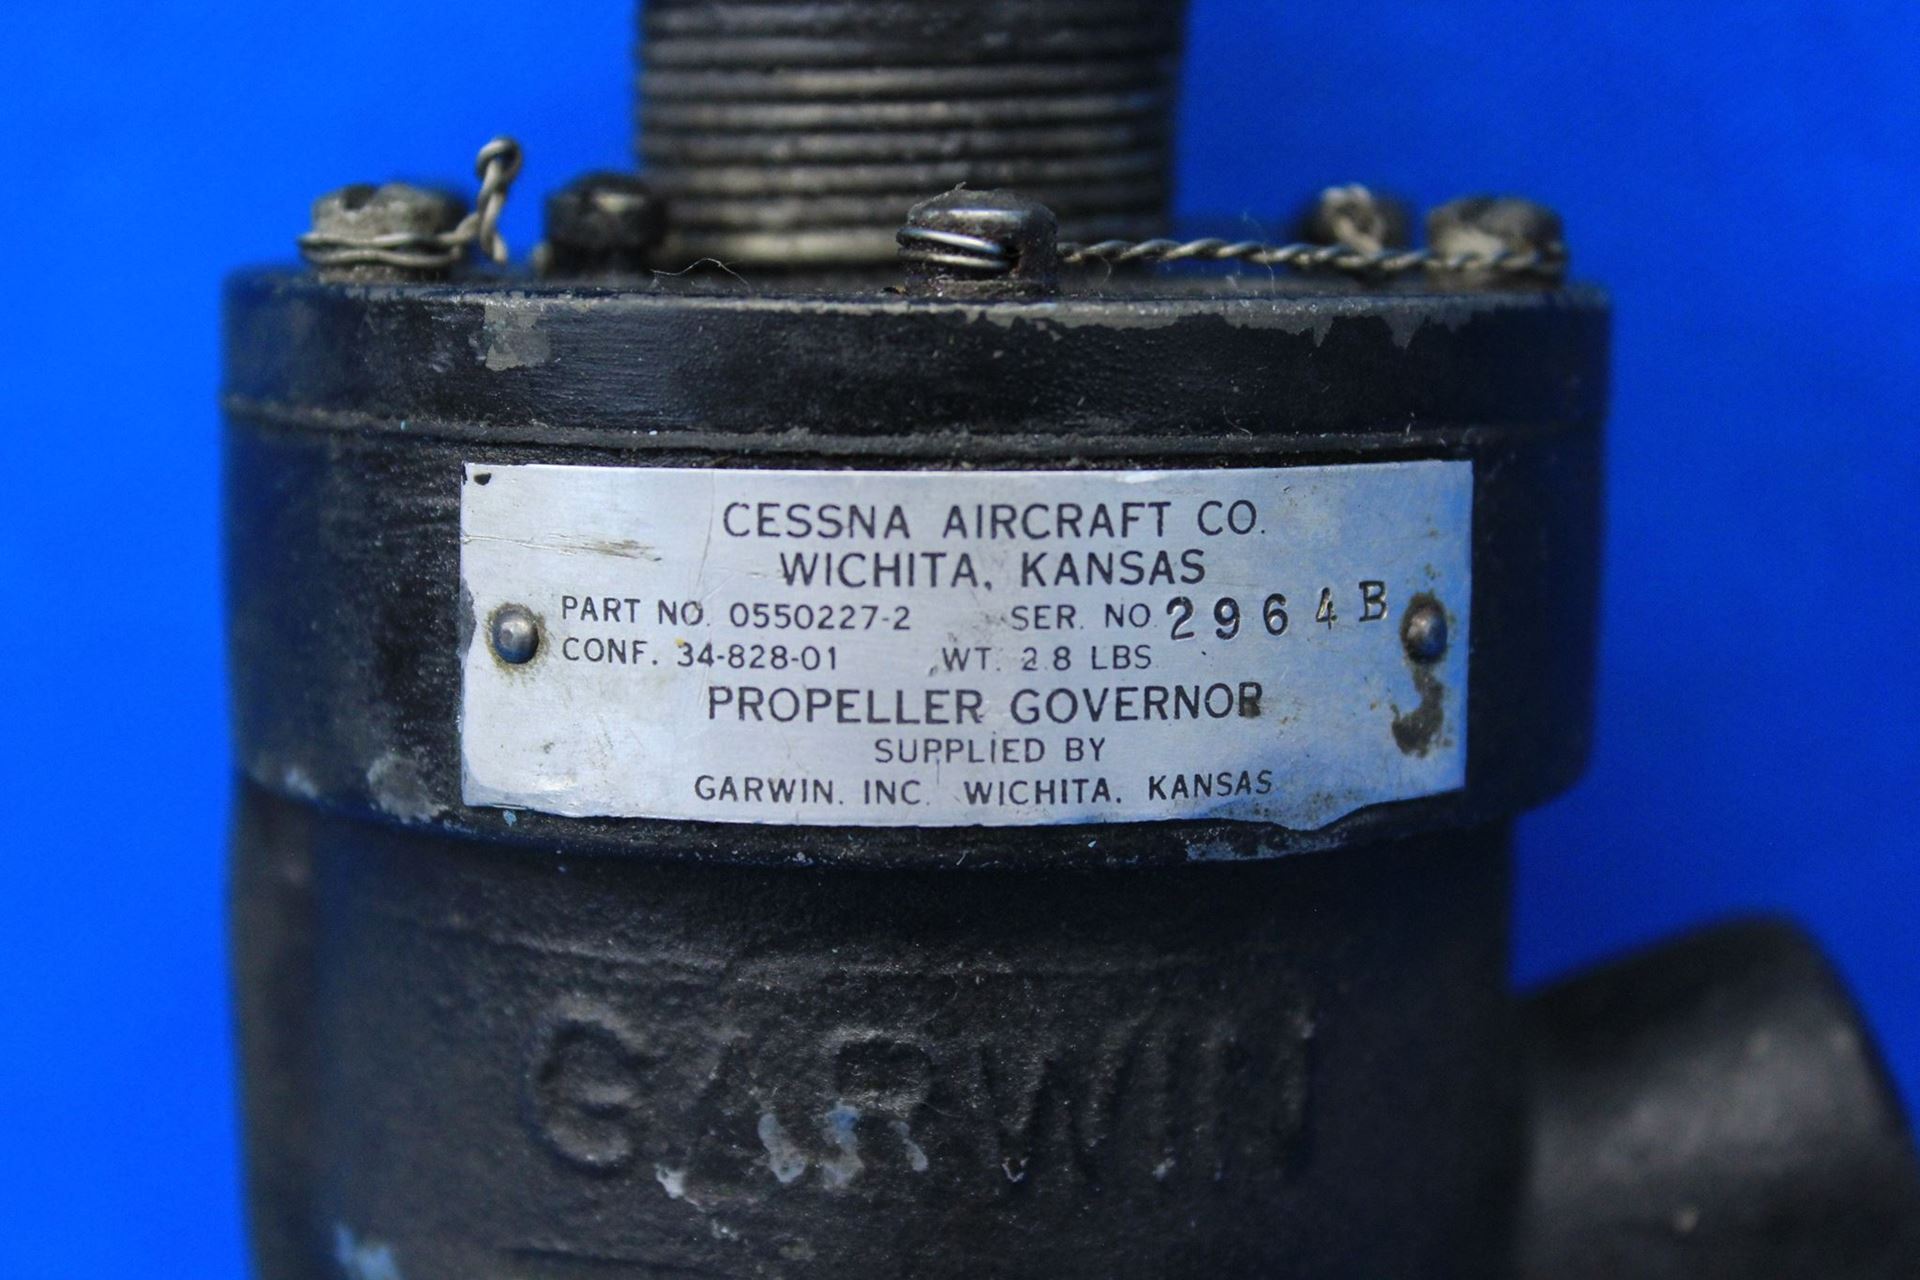 CESSNA AIRCRAFT CO.
WICHITA, KANSAS
PART NO. 0550227-2 SER. NO. 2964B
CONF. 34-828-01 WT. 2.8 LBS
PROPELLER GOVERNOR
SUPPLIED BY
GARWIN, INC. WICHITA, KANSAS
GARWIN